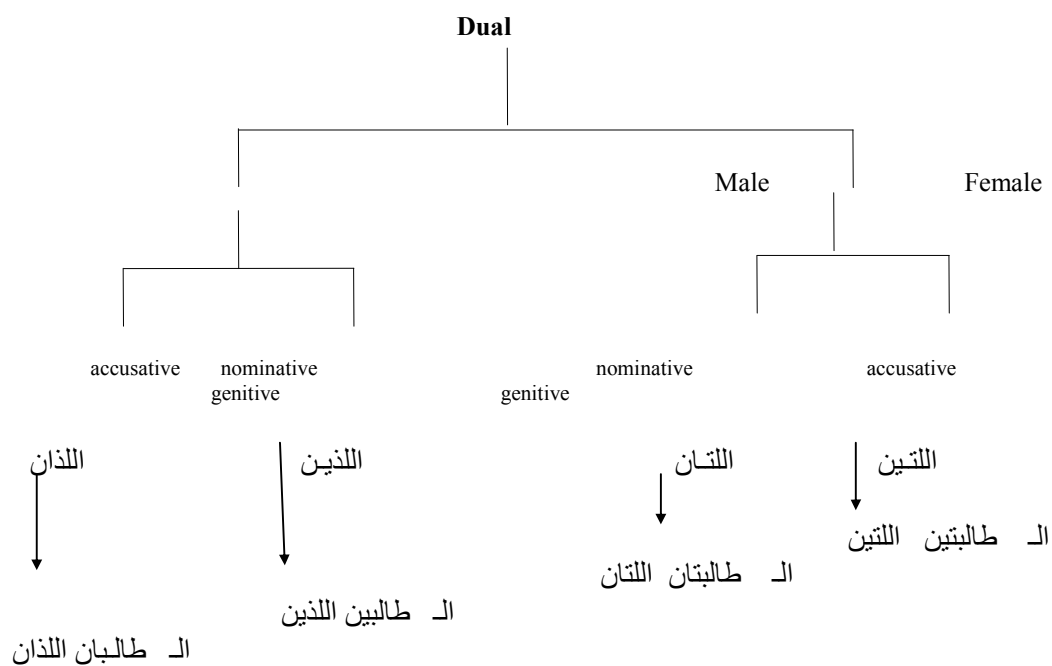 Dual
Male Female
accusative nominative nominative accusative
genitive genitive
اللذان اللذيـن اللتـان اللتـين
الـ طالبتين اللتين
الـ طالبتان اللتان
الـ طالبين اللذين
الـ طالـبان اللذان